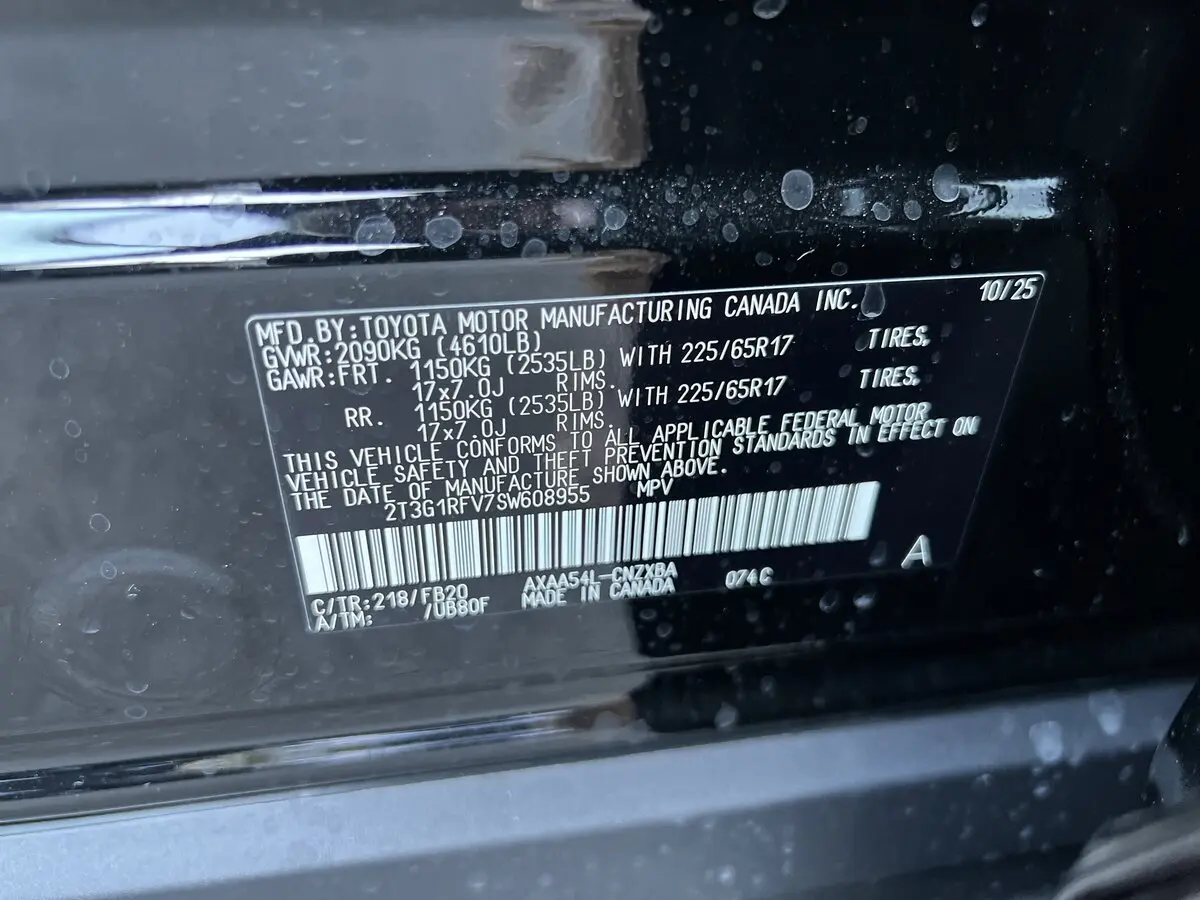 MFD.BY:TOYOTA MOTOR MANUFACTURING CANADA INC. 10/25
GVWR:2090KG (4610LB)
GAWR:FRT. 1150KG (2535LB) WITH 225/65R17 TIRES,
17x7.0J RIMS.
RR. 1150KG (2535LB) WITH 225/65R17 TIRES,
17x7.0J RIMS.
THIS VEHICLE CONFORMS TO ALL APPLICABLE FEDERAL MOTOR
VEHICLE SAFETY AND THEFT PREVENTION STANDARDS IN EFFECT ON
THE DATE OF MANUFACTURE SHOWN ABOVE.
2T3G1RFV7SW608955 MPV
C/TR:218/FB20 AXAA54L-CNZXBA 074C A
A/TM: /UB80F MADE IN CANADA